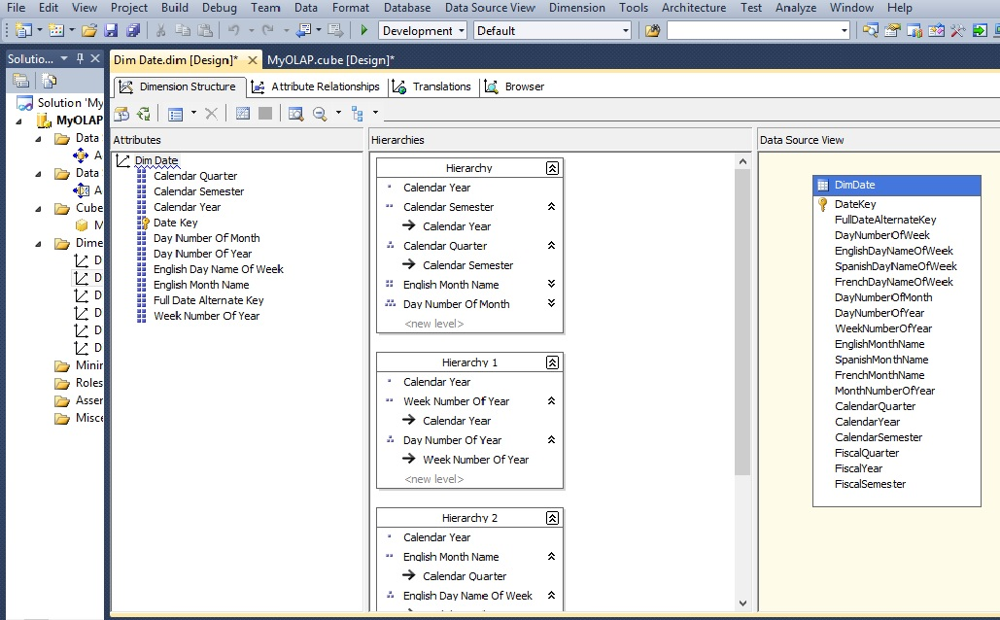 File Edit View Project Build Debug Team Data Format Database Data Source View Dimension Tools Architecture Test Analyze Window Help
Development Default
Solutio...
Dim Date.dim [Design]* MyOLAP.cube [Design]*
Dimension Structure Attribute Relationships Translations Browser
Solution 'My
MyOLAP
Data
A
Data
A
Cube
M
Dime
D
D
D
D
D
D
Minin
Roles
Asser
Misce
Attributes
Dim Date
Calendar Quarter
Calendar Semester
Calendar Year
Date Key
Day Number Of Month
Day Number Of Year
English Day Name Of Week
English Month Name
Full Date Alternate Key
Week Number Of Year
Hierarchies
Hierarchy
Calendar Year
Calendar Semester
Calendar Year
Calendar Quarter
Calendar Semester
English Month Name
Day Number Of Month
<new level>
Hierarchy 1
Calendar Year
Week Number Of Year
Calendar Year
Day Number Of Year
Week Number Of Year
<new level>
Hierarchy 2
Calendar Year
English Month Name
Calendar Quarter
English Day Name Of Week
Data Source View
DimDate
DateKey
FullDateAlternateKey
DayNumberOfWeek
EnglishDayNameOfWeek
SpanishDayNameOfWeek
FrenchDayNameOfWeek
DayNumberOfMonth
DayNumberOfYear
WeekNumberOfYear
EnglishMonthName
SpanishMonthName
FrenchMonthName
MonthNumberOfYear
CalendarQuarter
CalendarYear
CalendarSemester
FiscalQuarter
FiscalYear
FiscalSemester